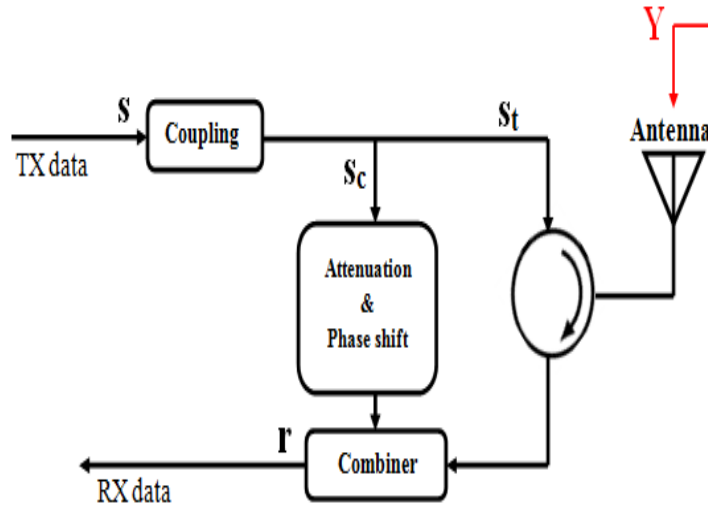 Y
S
Coupling
St
Antenna
TX data
Sc
Attenuation
&
Phase shift
r
Combiner
RX data